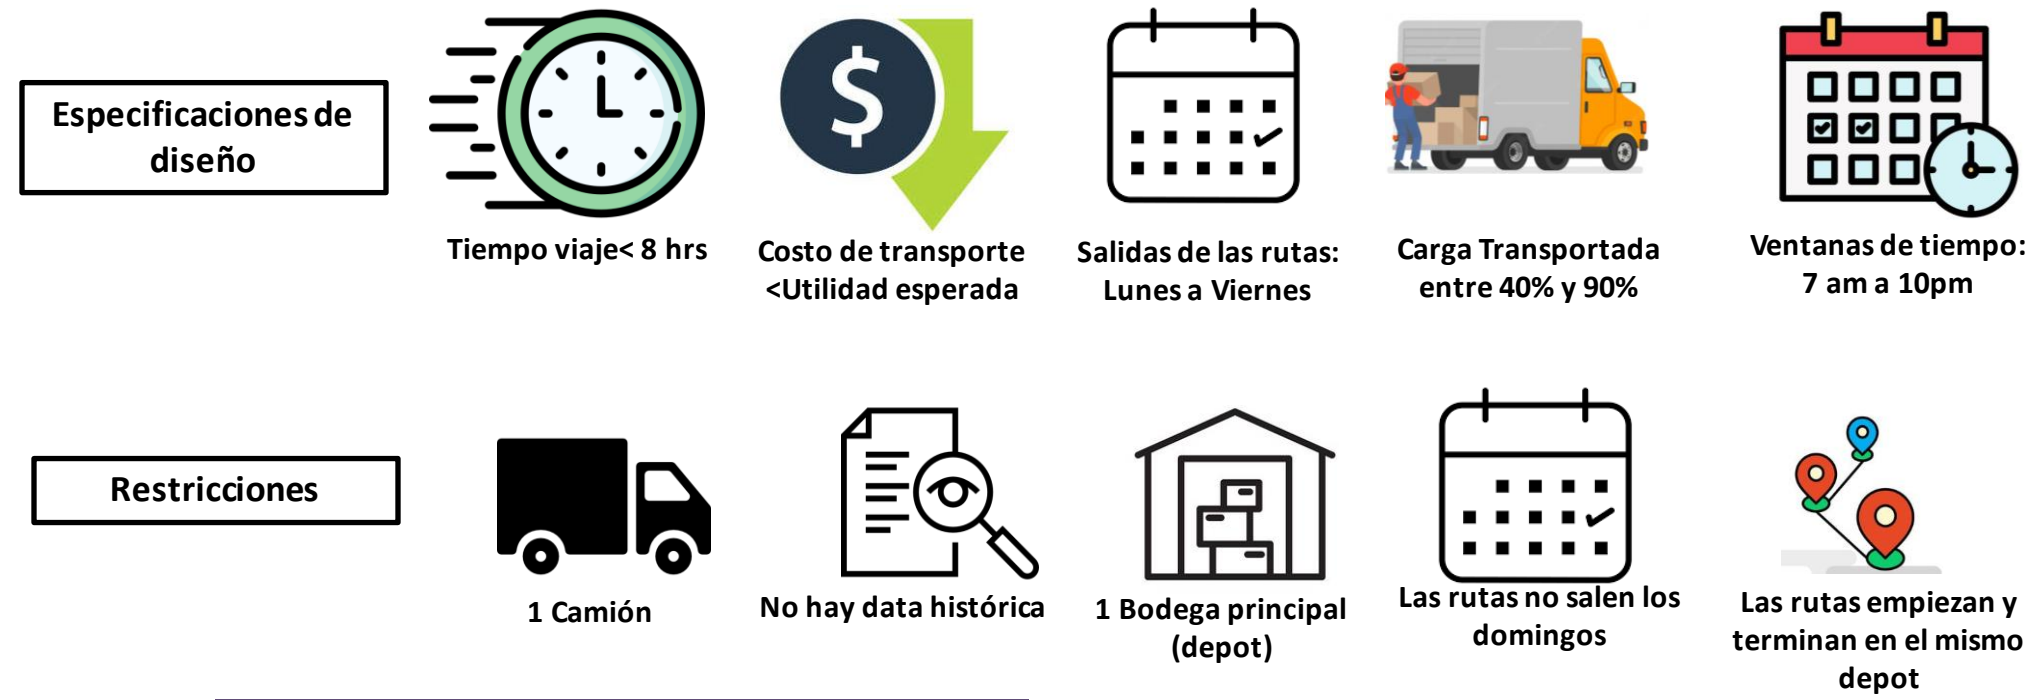 Especificaciones de
diseño
$
Tiempo viaje< 8 hrs
Costo de transporte
<Utilidad esperada
Salidas de las rutas:
Lunes a Viernes
Carga Transportada
entre 40% y 90%
Ventanas de tiempo:
7 am a 10pm
Restricciones
1 Camión
No hay data histórica
1 Bodega principal
(depot)
Las rutas no salen los
domingos
Las rutas empiezan y
terminan en el mismo
depot